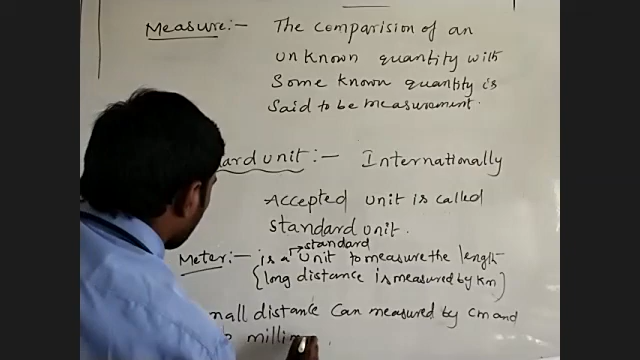 Measure:- The comparision of an
unknown quantity with
Some known quantity is
Said to be measurement.
dard unit:- Internationally
Accepted unit is called
standard unit.
standard
Meter:- is a unit to measure the length
{long distance is measured by Km}
mall distance can measured by cm and
milli